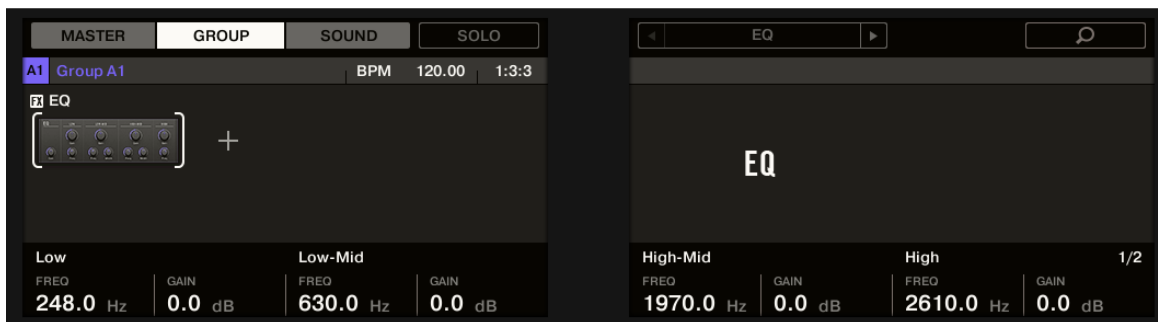 MASTER GROUP SOUND SOLO
A1 Group A1 BPM 120.00 1:3:3
FX EQ
Low Low-Mid
FREQ GAIN FREQ GAIN
248.0 Hz 0.0 dB 630.0 Hz 0.0 dB
EQ
EQ
High-Mid High 1/2
FREQ GAIN FREQ GAIN
1970.0 Hz 0.0 dB 2610.0 Hz 0.0 dB